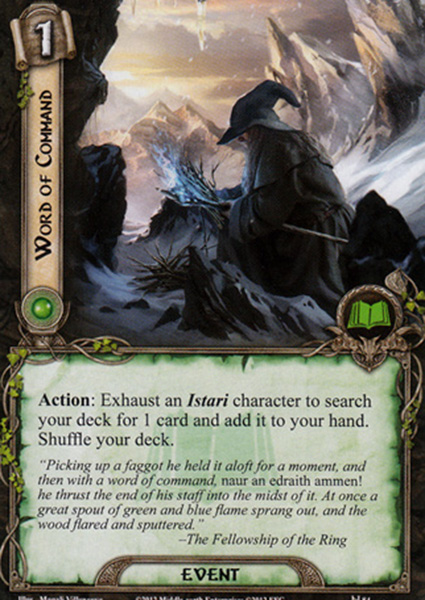 1
WORD OF COMMAND
Action: Exhaust an Istari character to search
your deck for 1 card and add it to your hand.
Shuffle your deck.
"Picking up a faggot he held it aloft for a moment, and
then with a word of command, naur an edraith ammen!
he thrust the end of his staff into the midst of it. At once a
great spout of green and blue flame sprang out, and the
wood flared and sputtered."
–The Fellowship of the Ring
EVENT